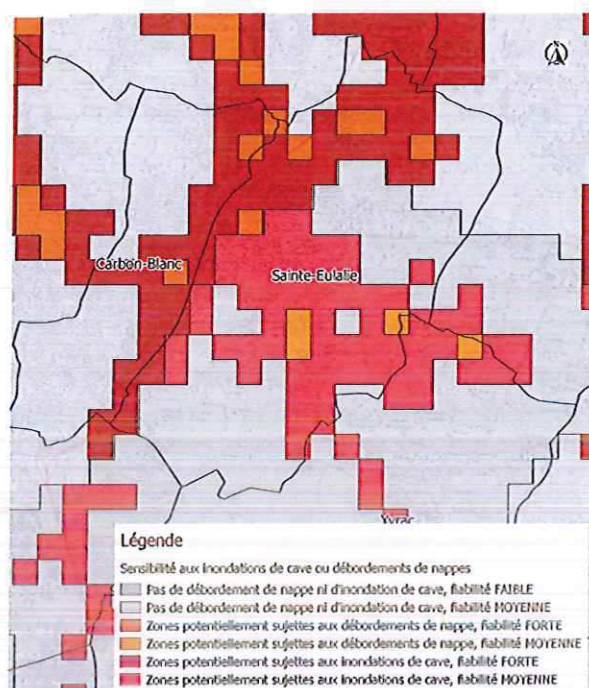 N
Carbon-Blanc
Sainte-Eulalie
Yvrac
Légende
Sensibilité aux inondations de cave ou débordements de nappes
Pas de débordement de nappe ni d'inondation de cave, fiabilité FAIBLE
Pas de débordement de nappe ni d'inondation de cave, fiabilité MOYENNE
Zones potentiellement sujettes aux débordements de nappe, fiabilité FORTE
Zones potentiellement sujettes aux débordements de nappe, fiabilité MOYENNE
Zones potentiellement sujettes aux inondations de cave, fiabilité FORTE
Zones potentiellement sujettes aux inondations de cave, fiabilité MOYENNE